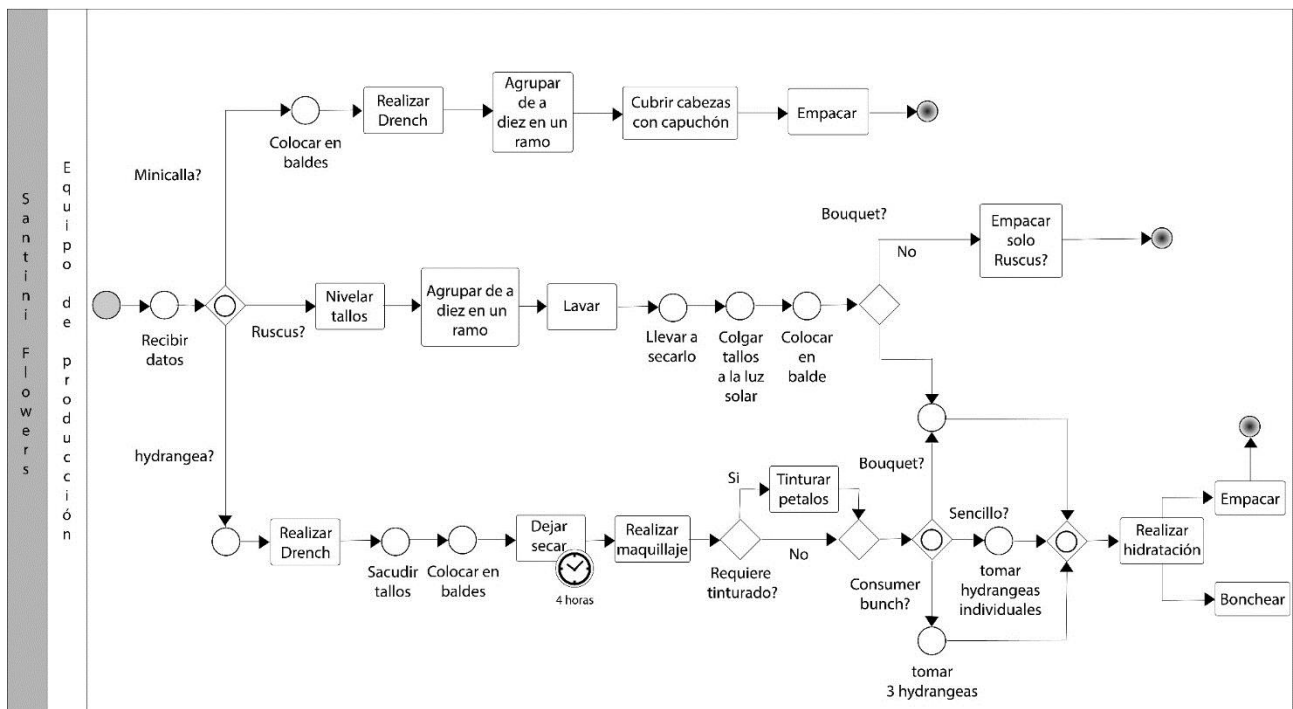 Santini Flowers
Equipo de producción
Recibir
datos
Minicalla?
Colocar en
baldes
Realizar
Drench
Agrupar
de a
diez en un
ramo
Cubrir cabezas
con capuchón
Empacar
Ruscus?
Nivelar
tallos
Agrupar de a
diez en un
ramo
Lavar
Llevar a
secarlo
Colgar
tallos
a la luz
solar
Colocar
en
balde
Bouquet?
No
Empacar
solo
Ruscus?
hydrangea?
Realizar
Drench
Sacudir
tallos
Colocar en
baldes
Dejar
secar
4 horas
Realizar
maquillaje
Requiere
tinturado?
Si
Tinturar
petalos
No
Bouquet?
Sencillo?
tomar
hydrangeas
individuales
Consumer
bunch?
tomar
3 hydrangeas
Realizar
hidratación
Empacar
Bonchear